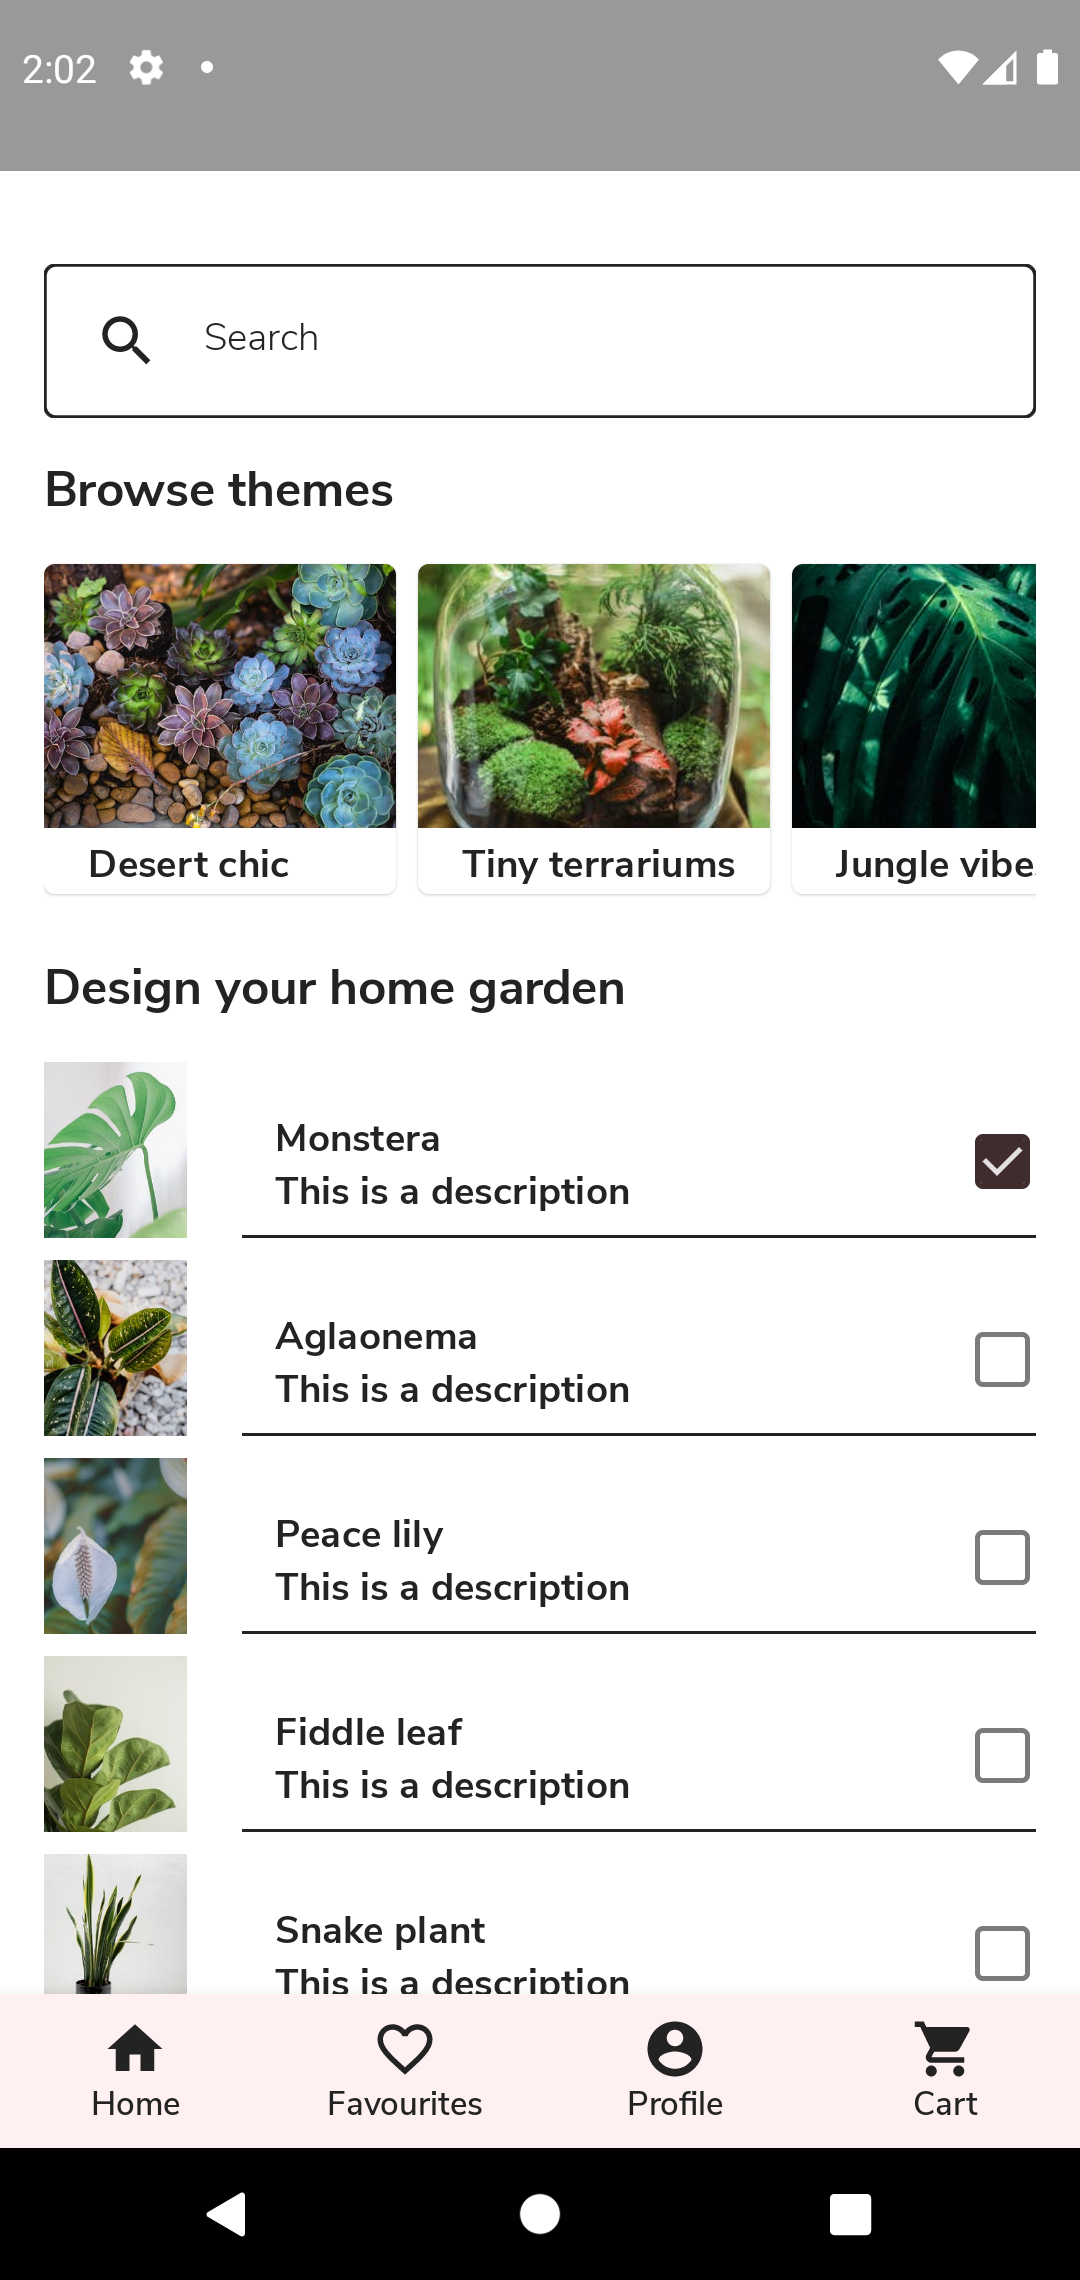 2:02
Search
Browse themes
Desert chic
Tiny terrariums
Jungle vibe
Design your home garden
Monstera
This is a description
Aglaonema
This is a description
Peace lily
This is a description
Fiddle leaf
This is a description
Snake plant
This is a description
Home
Favourites
Profile
Cart